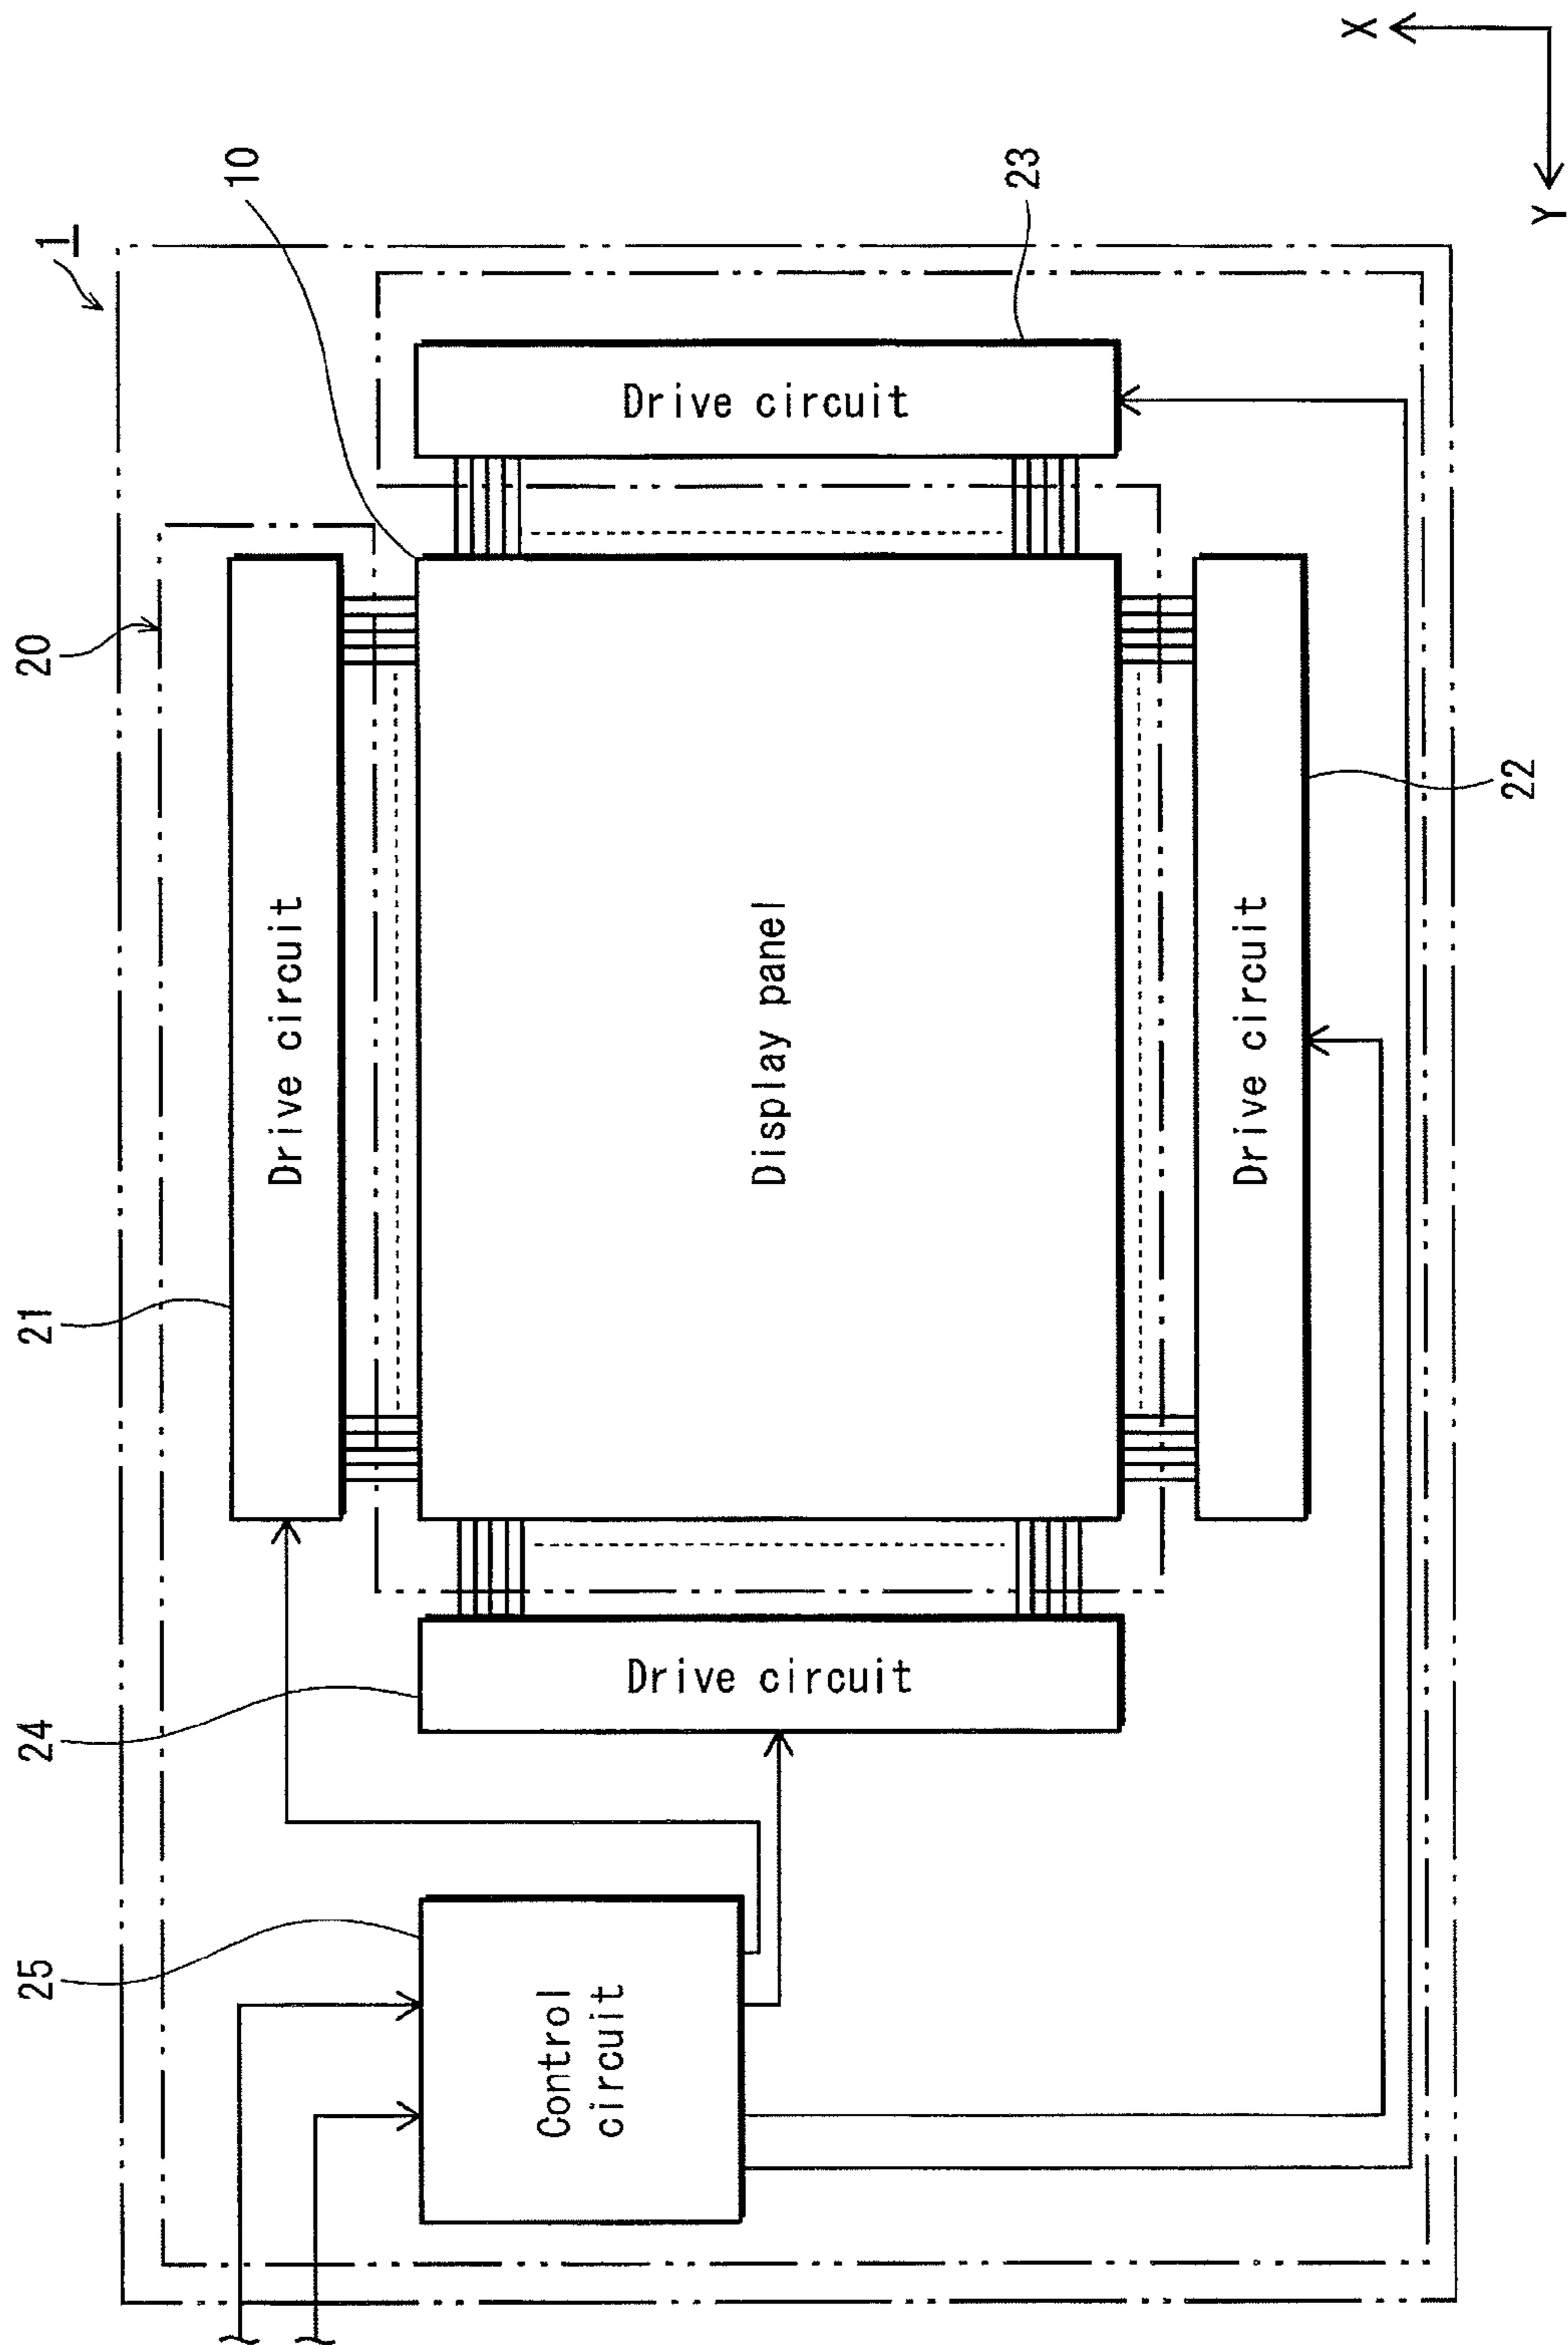 1
10
20
21
Drive circuit
Drive circuit
23
Display panel
24
Drive circuit
Drive circuit
22
25
Control
circuit
X
Y